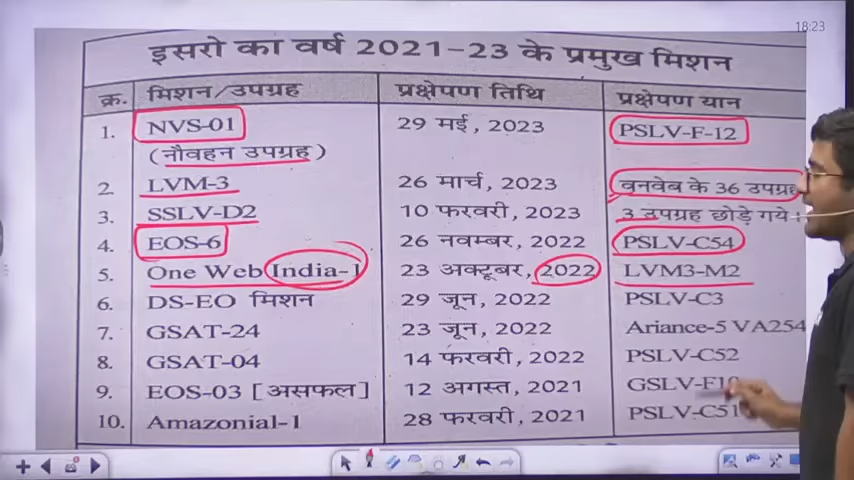 18:23
इसरो का वर्ष 2021-23 के प्रमुख मिशन
क्र. मिशन/उपग्रह प्रक्षेपण तिथि प्रक्षेपण यान
1. NVS-01 29 मई, 2023 PSLV-F-12
(नौवहन उपग्रह)
2. LVM-3 26 मार्च, 2023 वनवेब के 36 उपग्रह
3. SSLV-D2 10 फरवरी, 2023 3 उपग्रह छोड़े गये
4. EOS-6 26 नवम्बर, 2022 PSLV-C54
5. One Web India-1 23 अक्टूबर, 2022 LVM3-M2
6. DS-EO मिशन 29 जून, 2022 PSLV-C3
7. GSAT-24 23 जून, 2022 Ariance-5 VA254
8. GSAT-04 14 फरवरी, 2022 PSLV-C52
9. EOS-03 [असफल] 12 अगस्त, 2021
10. Amazonial-1 28 फरवरी, 2021 PSLV-C51